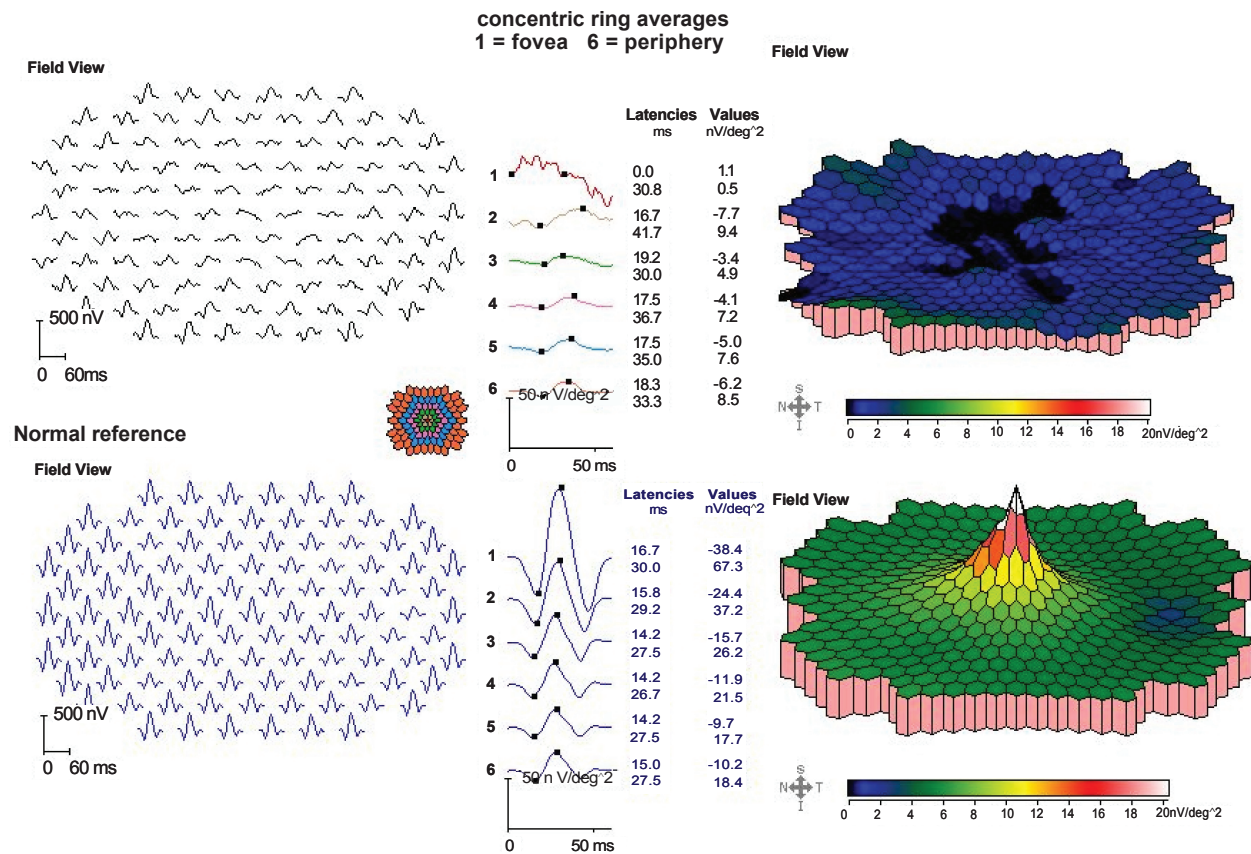 concentric ring averages
1 = fovea 6 = periphery
Field View
Field View
Latencies Values
ms nV/deg^2
1 0.0 1.1
30.8 0.5
2 16.7 -7.7
41.7 9.4
3 19.2 -3.4
30.0 4.9
4 17.5 -4.1
36.7 7.2
5 17.5 -5.0
35.0 7.6
6 18.3 -6.2
33.3 8.5
500 nV
0 60ms
50 n V/deg^2
0 50 ms
S
N T
I
0 2 4 6 8 10 12 14 16 18 20nV/deg^2
Normal reference
Field View
Field View
Latencies Values
ms nV/deg^2
1 16.7 -38.4
30.0 67.3
2 15.8 -24.4
29.2 37.2
3 14.2 -15.7
27.5 26.2
4 14.2 -11.9
26.7 21.5
5 14.2 -9.7
27.5 17.7
6 15.0 -10.2
27.5 18.4
500 nV
0 60 ms
50 n V/deg^2
0 50 ms
S
N T
I
0 2 4 6 8 10 12 14 16 18 20nV/deg^2